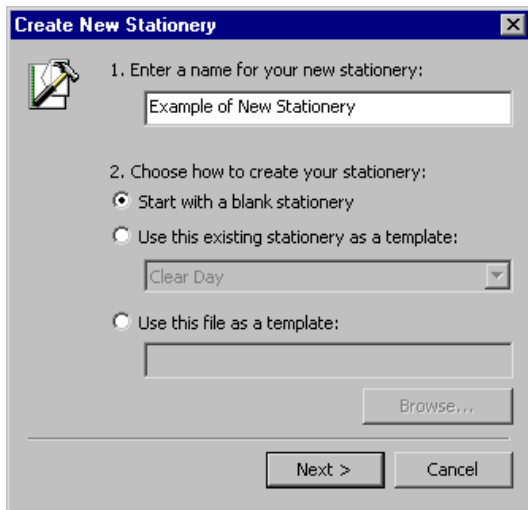 Create New Stationery
1. Enter a name for your new stationery:
Example of New Stationery
2. Choose how to create your stationery:
Start with a blank stationery
Use this existing stationery as a template:
Clear Day
Use this file as a template:
Browse...
Next >
Cancel